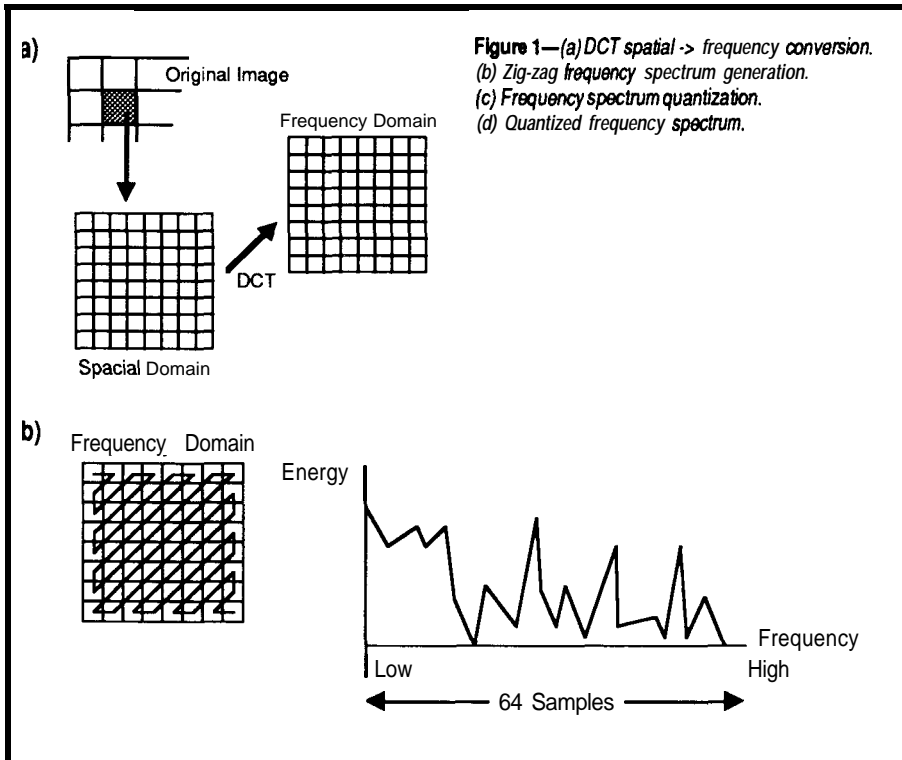 a)
Original Image
Figure 1—(a) DCT spatial -> frequency conversion.
(b) Zig-zag frequency spectrum generation.
(c) Frequency spectrum quantization.
(d) Quantized frequency spectrum.
Frequency Domain
DCT
Spacial Domain
b)
Frequency Domain
Energy
Frequency
Low
High
64 Samples